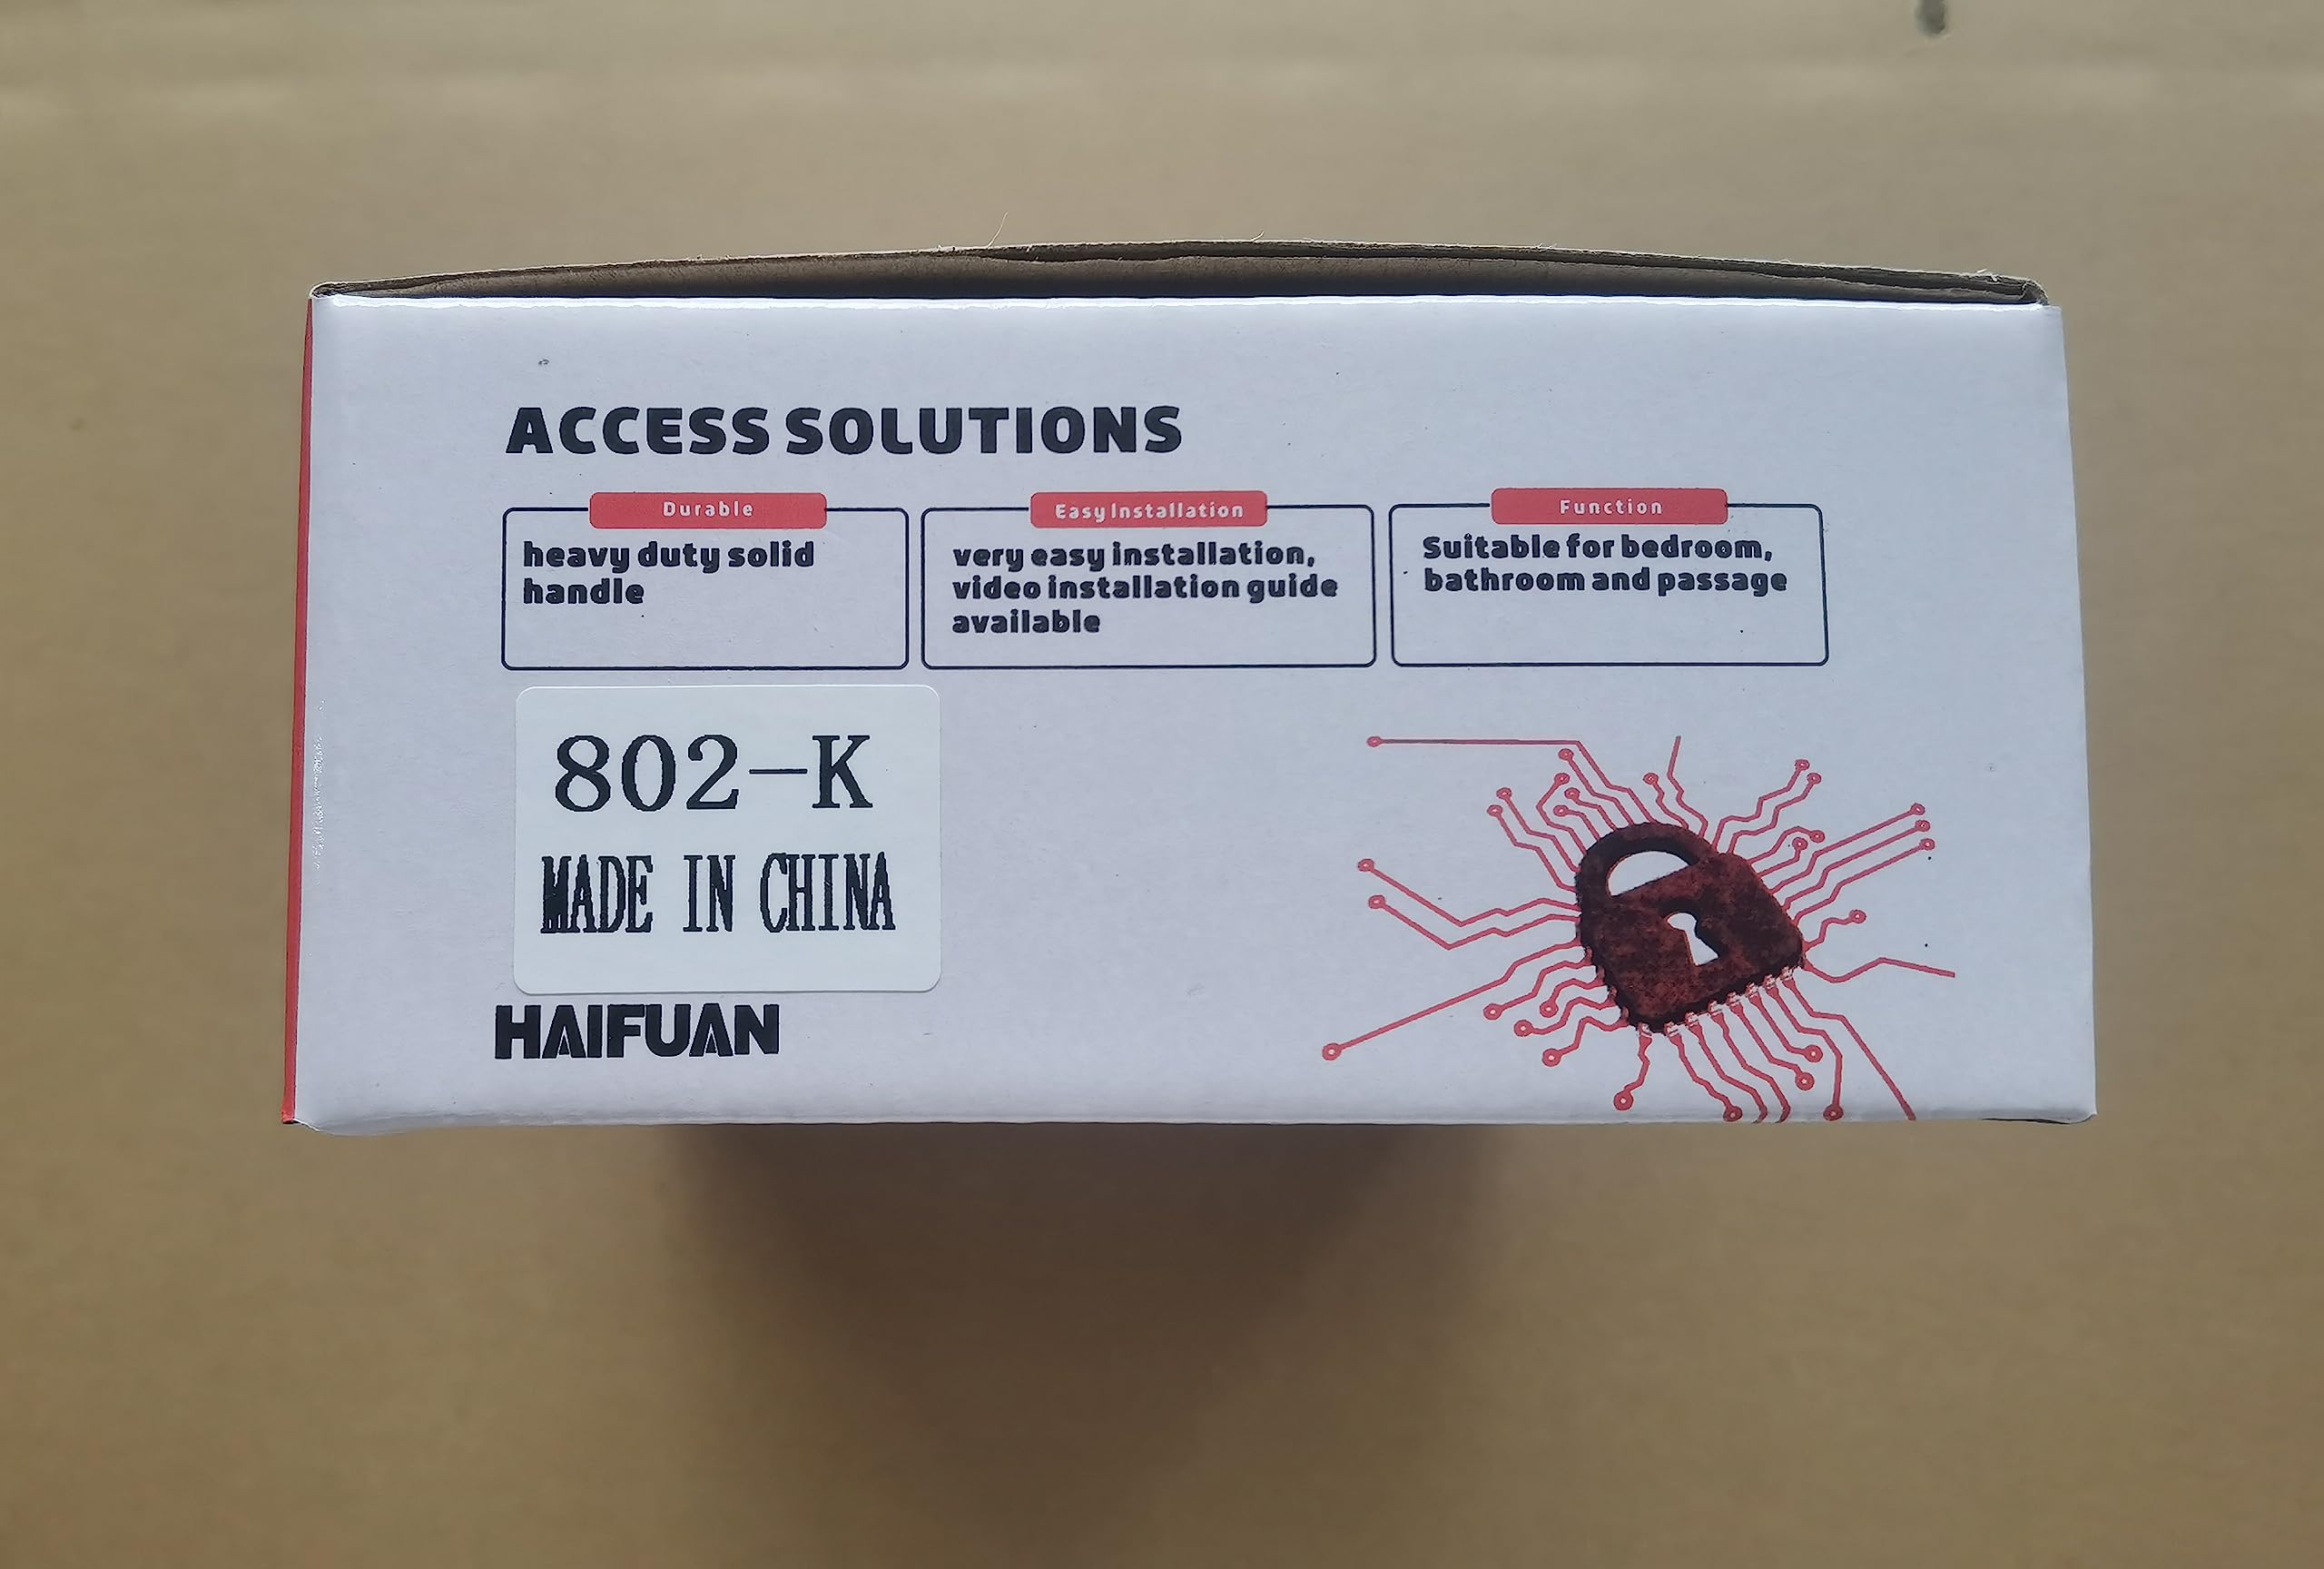 ACCESS SOLUTIONS
Durable
heavy duty solid
handle
Easy Installation
very easy installation,
video installation guide
available
Function
Suitable for bedroom,
bathroom and passage
802-K
MADE IN CHINA
HAIFUAN